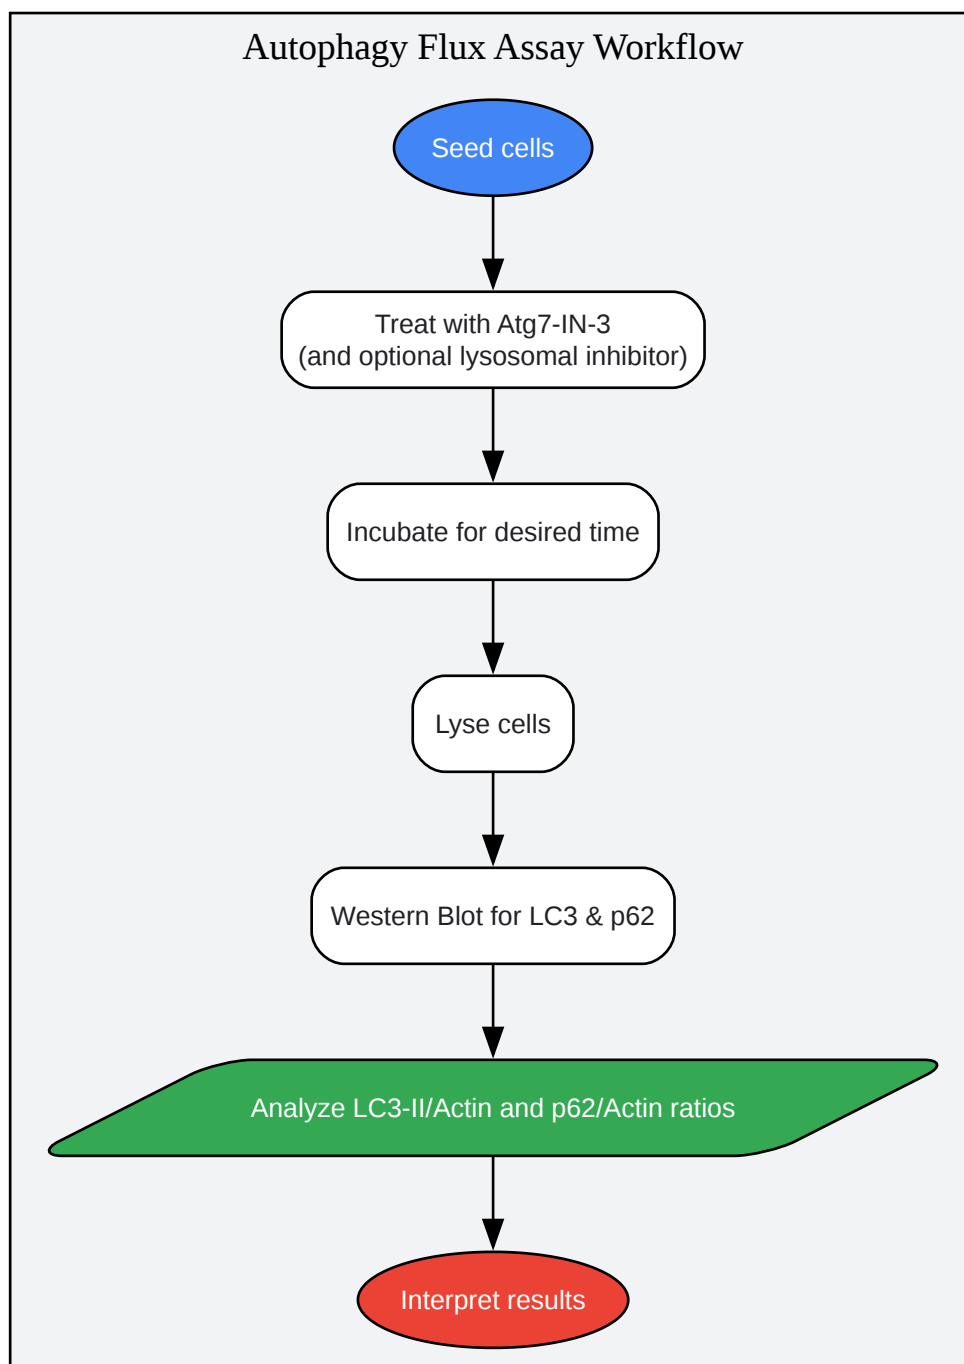 Autophagy Flux Assay Workflow
Seed cells
Treat with Atg7-IN-3
(and optional lysosomal inhibitor)
Incubate for desired time
Lyse cells
Western Blot for LC3 & p62
Analyze LC3-II/Actin and p62/Actin ratios
Interpret results